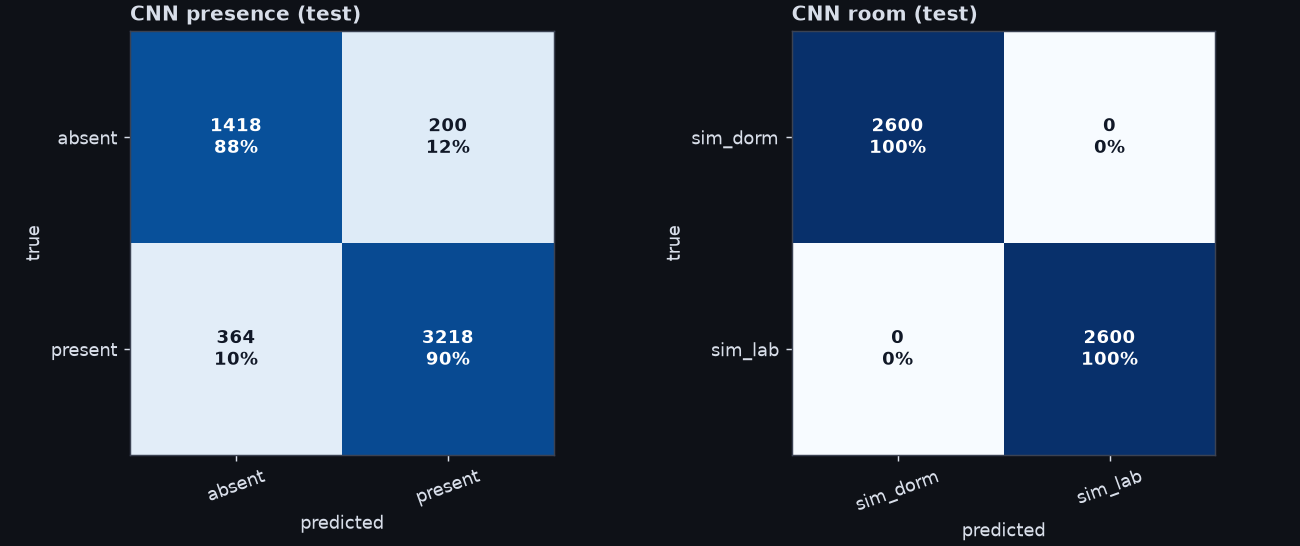 CNN presence (test)
absent
1418
88%
200
12%
true
present
364
10%
3218
90%
absent
present
predicted
CNN room (test)
sim_dorm
2600
100%
0
0%
true
sim_lab
0
0%
2600
100%
sim_dorm
sim_lab
predicted